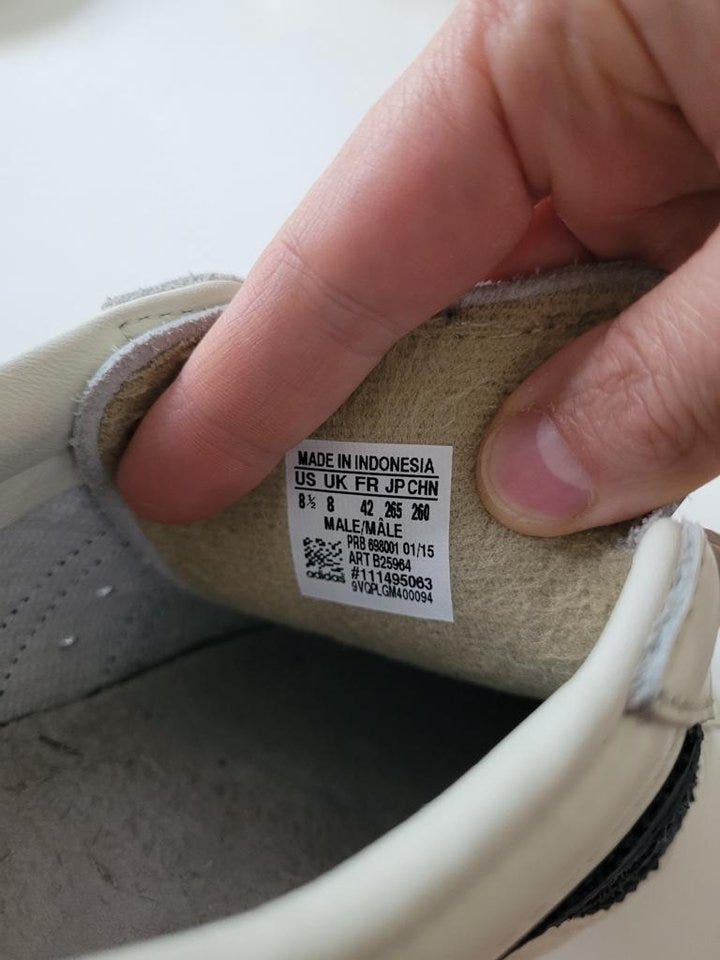 MADE IN INDONESIA
US UK FR JP CHN
8½ 8 42 265 260
MALE/MÂLE
PRB 698001 01/15
ART B25964
adidas #111495063
9VQPLGM400094